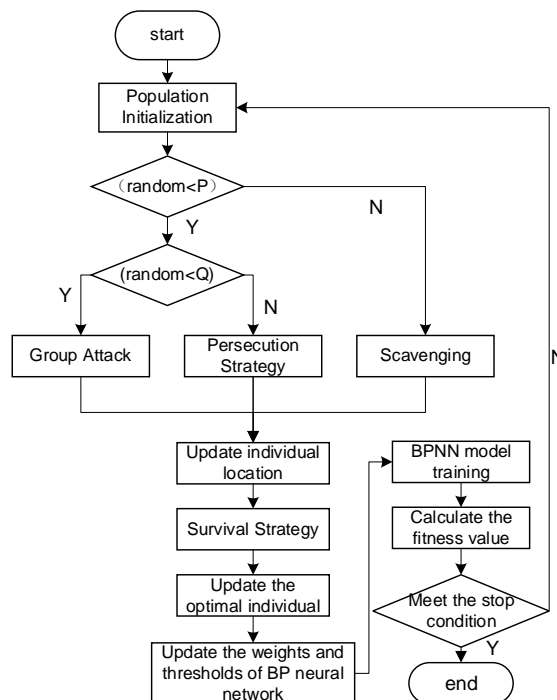 start
Population
Initialization
（random<P）
N
Y
(random<Q)
Y
N
Group Attack
Persecution
Strategy
Scavenging
N
Update individual
location
Survival Strategy
Update the
optimal individual
Update the weights and
thresholds of BP neural
network
BPNN model
training
Calculate the
fitness value
Meet the stop
condition
Y
end